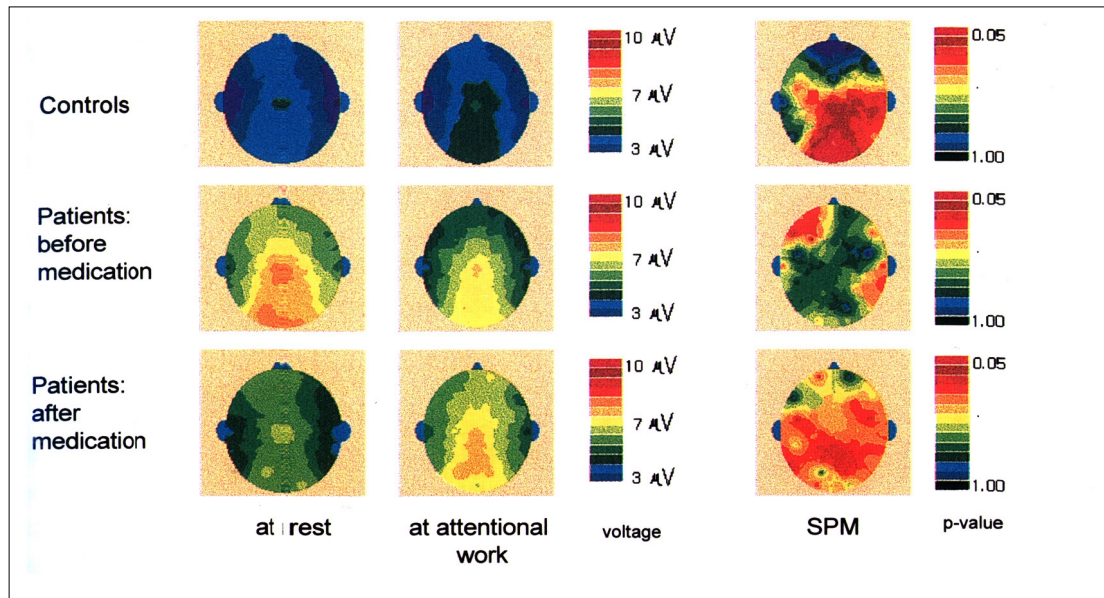 Controls
10 µV
7 µV
3 µV
0.05
1.00
Patients:
before
medication
10 µV
7 µV
3 µV
0.05
1.00
Patients:
after
medication
10 µV
7 µV
3 µV
0.05
1.00
at rest
at attentional
work
voltage
SPM
p-value